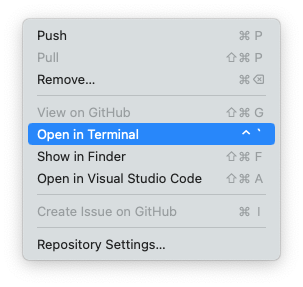 Push ⌘ P
Pull ⇧ ⌘ P
Remove... ⌘ ⌫
View on GitHub ⇧ ⌘ G
Open in Terminal ⌃ `
Show in Finder ⇧ ⌘ F
Open in Visual Studio Code ⇧ ⌘ A
Create Issue on GitHub ⌘ I
Repository Settings...